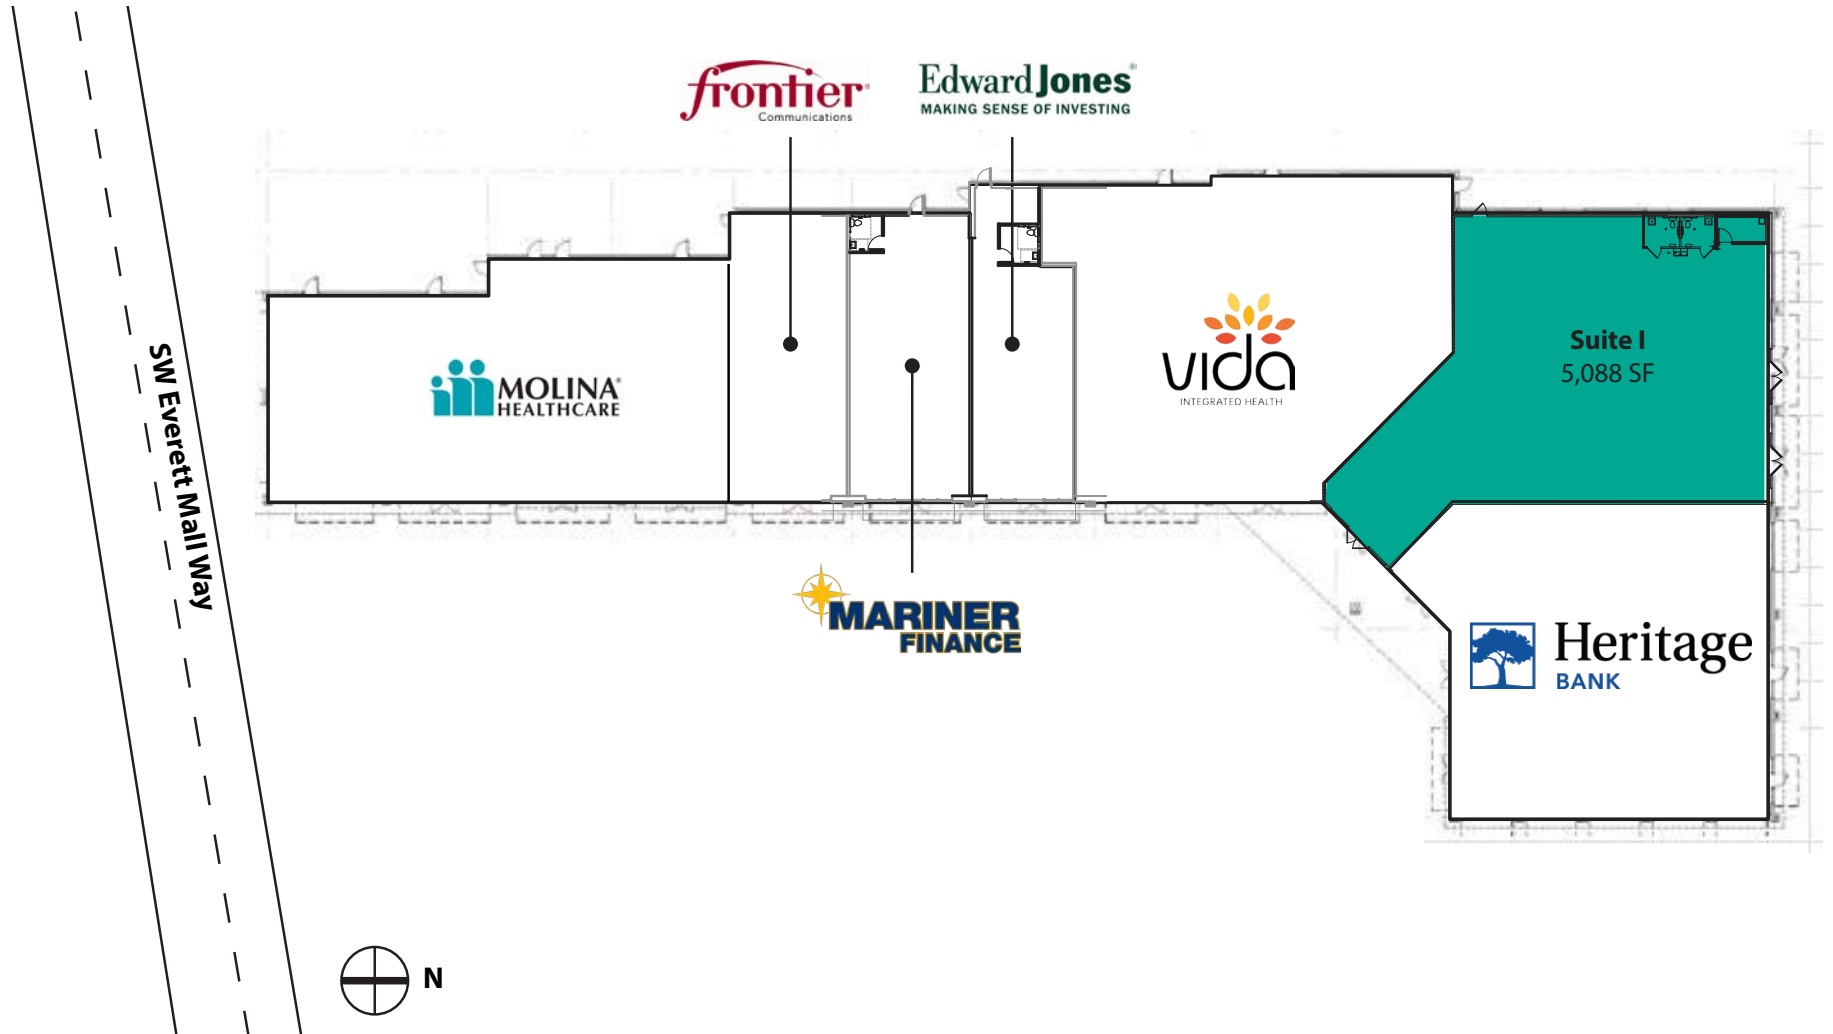 frontier®
Communications
Edward Jones®
MAKING SENSE OF INVESTING
SW Everett Mall Way
MOLINA®
HEALTHCARE
vida
INTEGRATED HEALTH
Suite I
5,088 SF
MARINER
FINANCE
Heritage
BANK
N